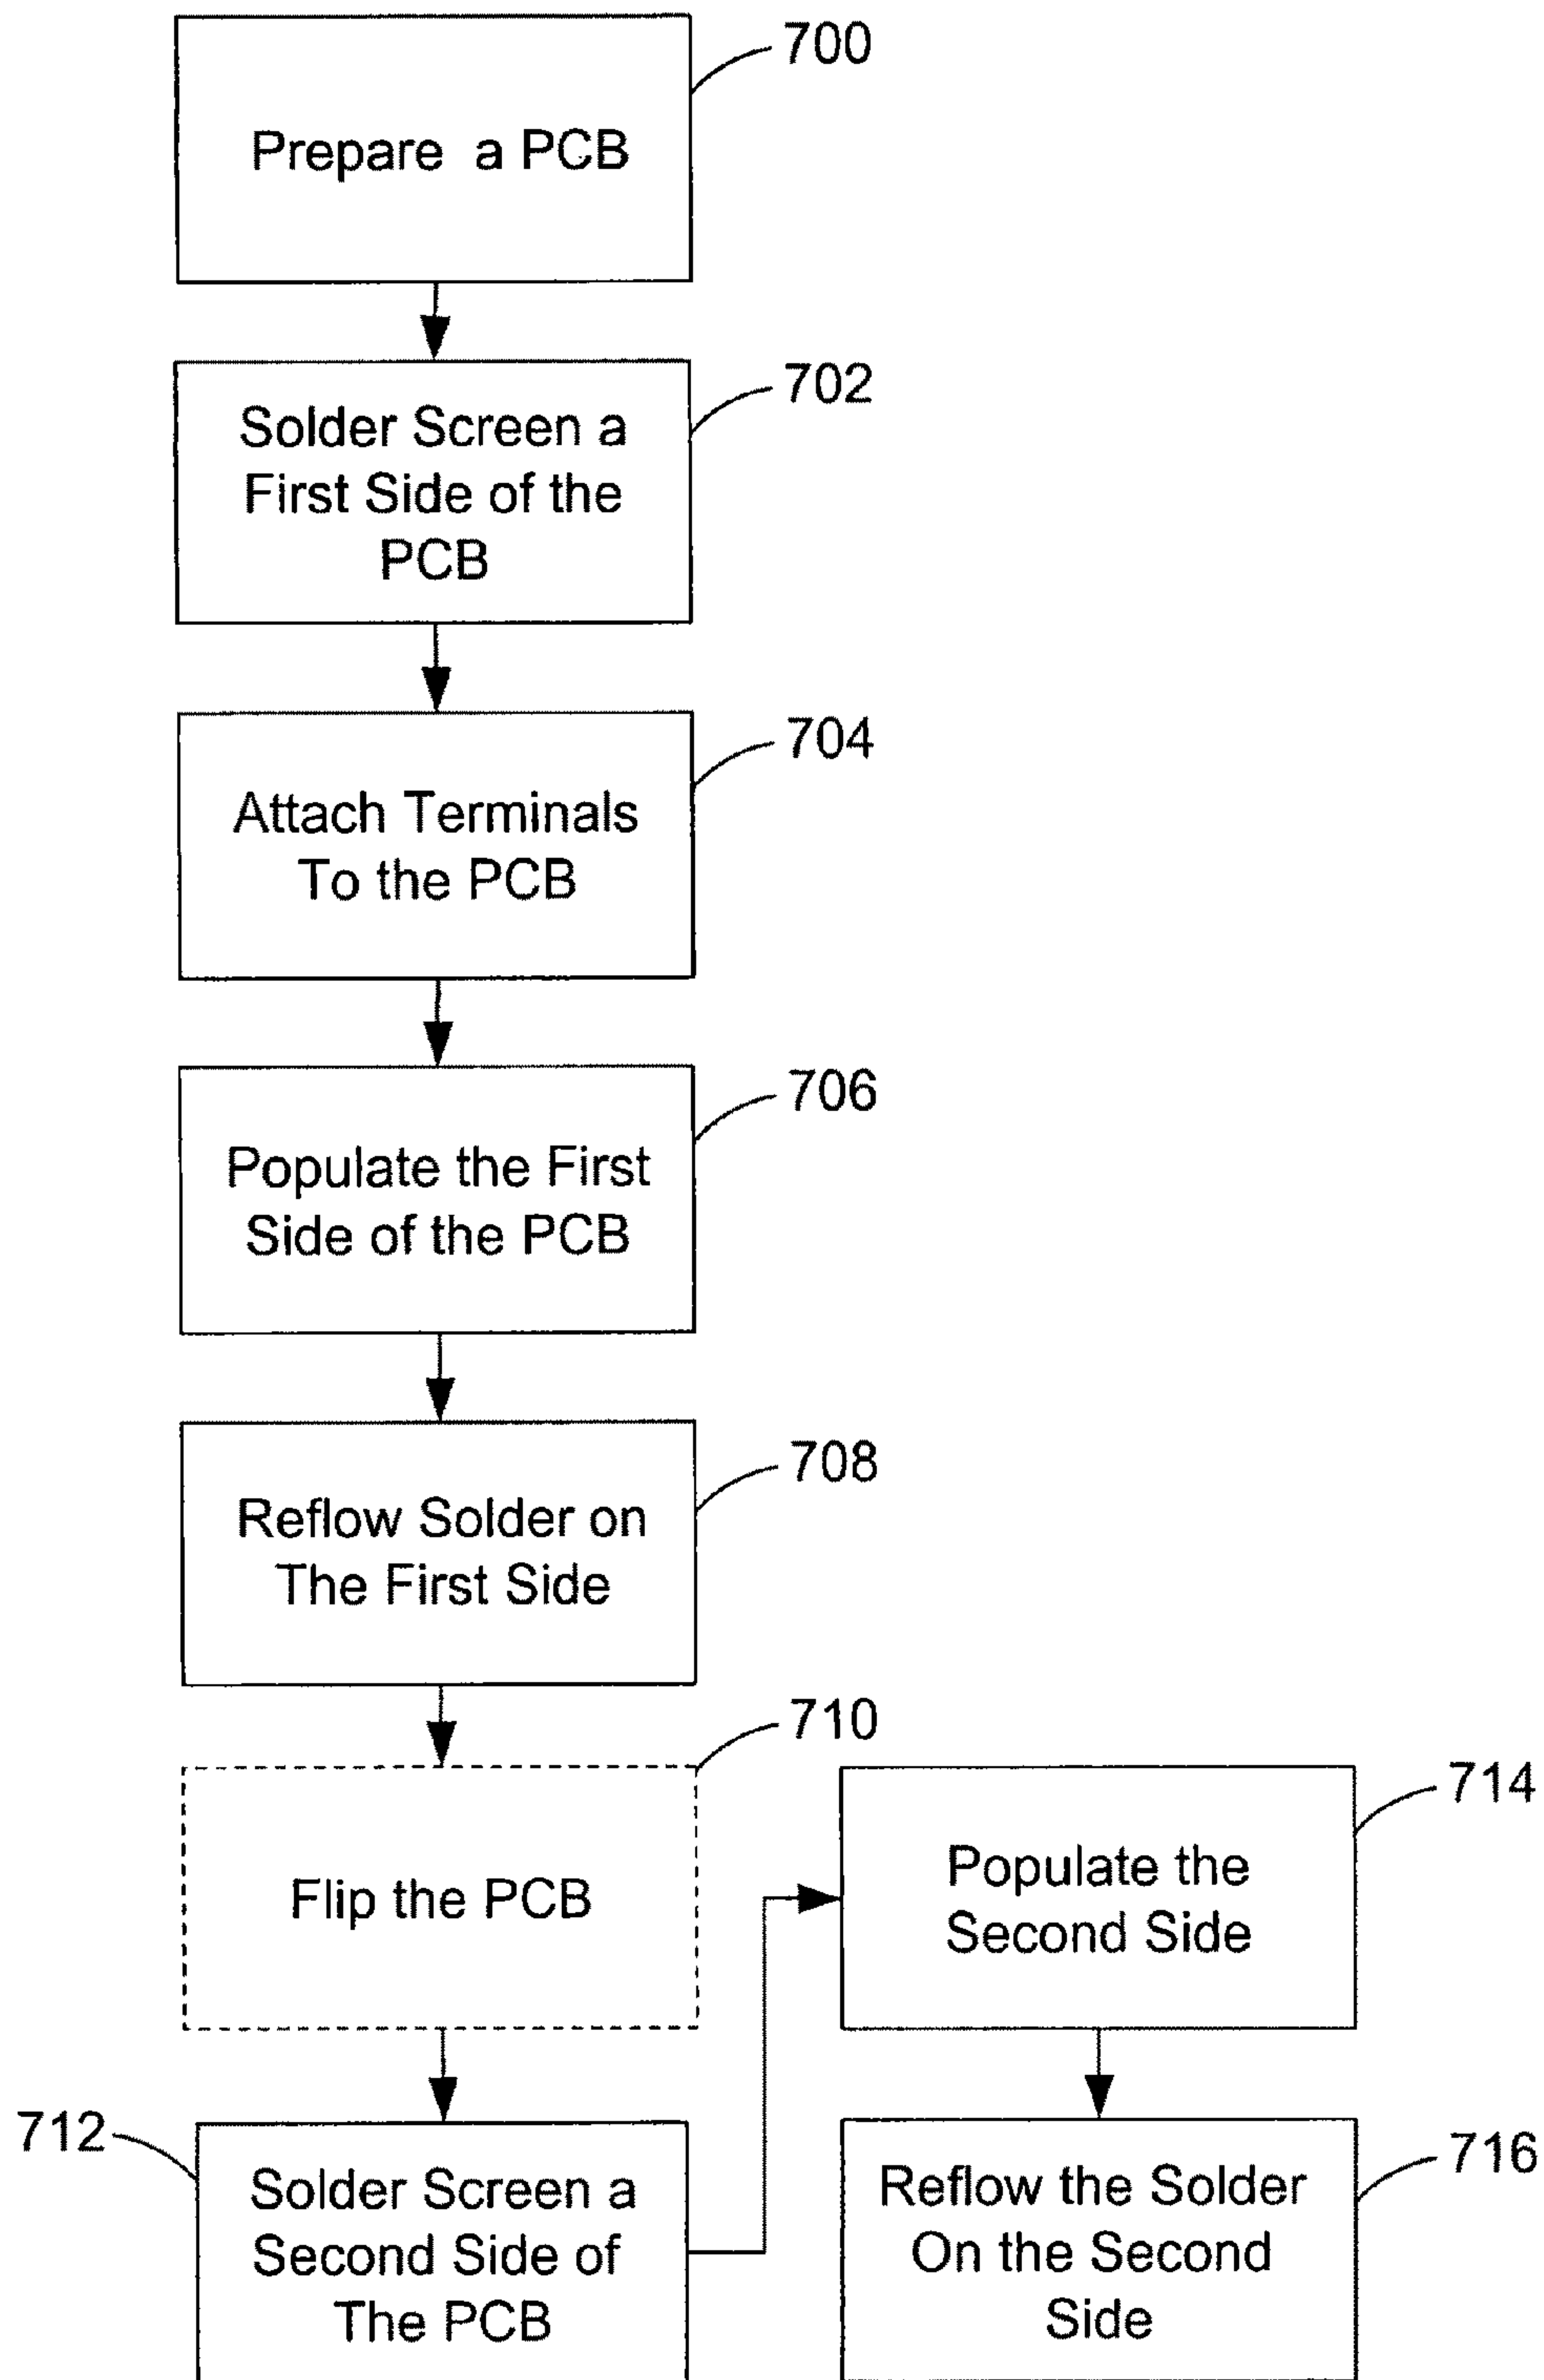 700
Prepare a PCB
702
Solder Screen a
First Side of the
PCB
704
Attach Terminals
To the PCB
706
Populate the First
Side of the PCB
708
Reflow Solder on
The First Side
710
Flip the PCB
712
Solder Screen a
Second Side of
The PCB
714
Populate the
Second Side
716
Reflow the Solder
On the Second
Side